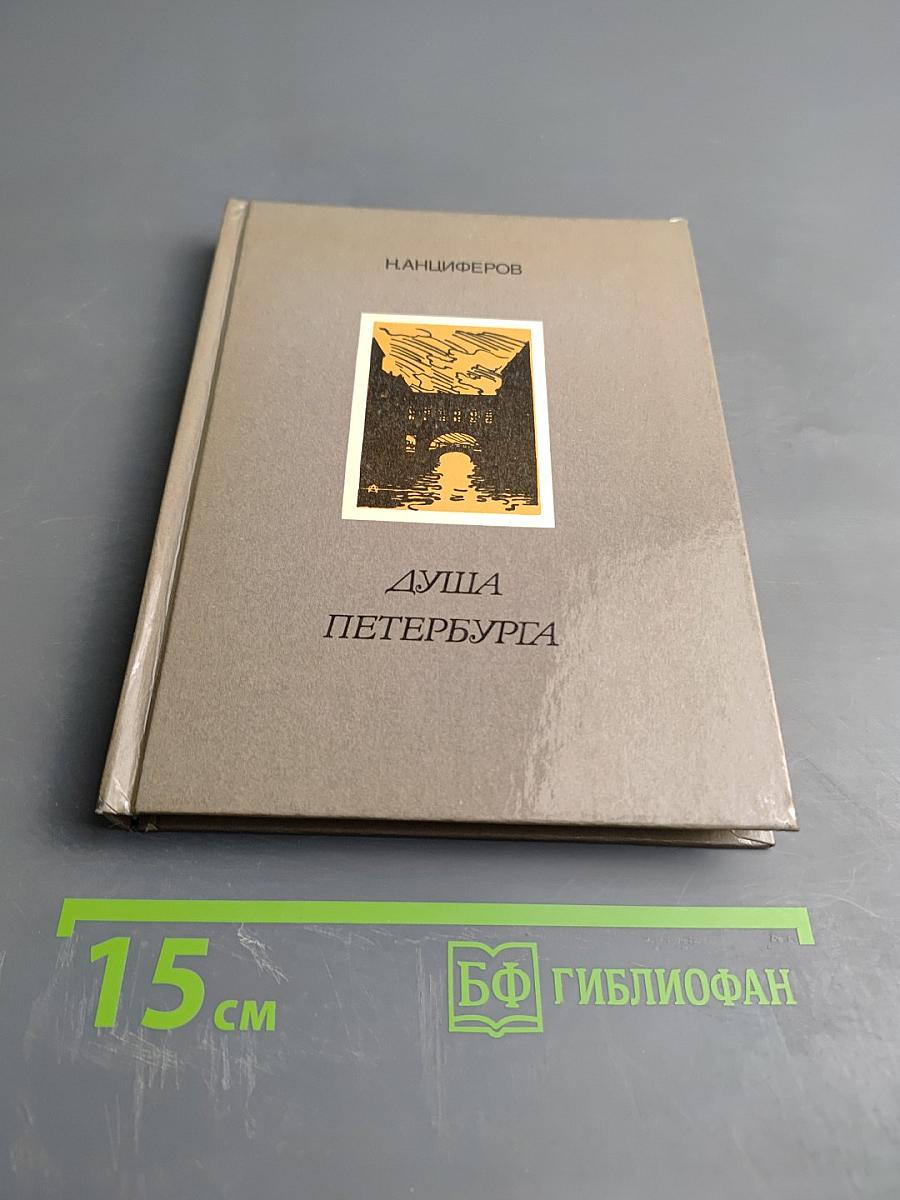 Н.АНЦИФЕРОВ
ДУША
ПЕТЕРБУРГА
15 см
БФ ГИБЛИОФАН